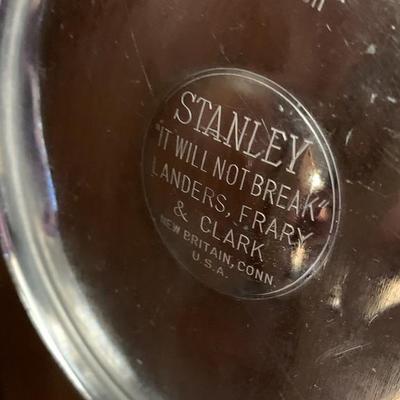 STANLEY
"IT WILL NOT BREAK"
LANDERS, FRARY
& CLARK
NEW BRITAIN, CONN.
U.S.A.